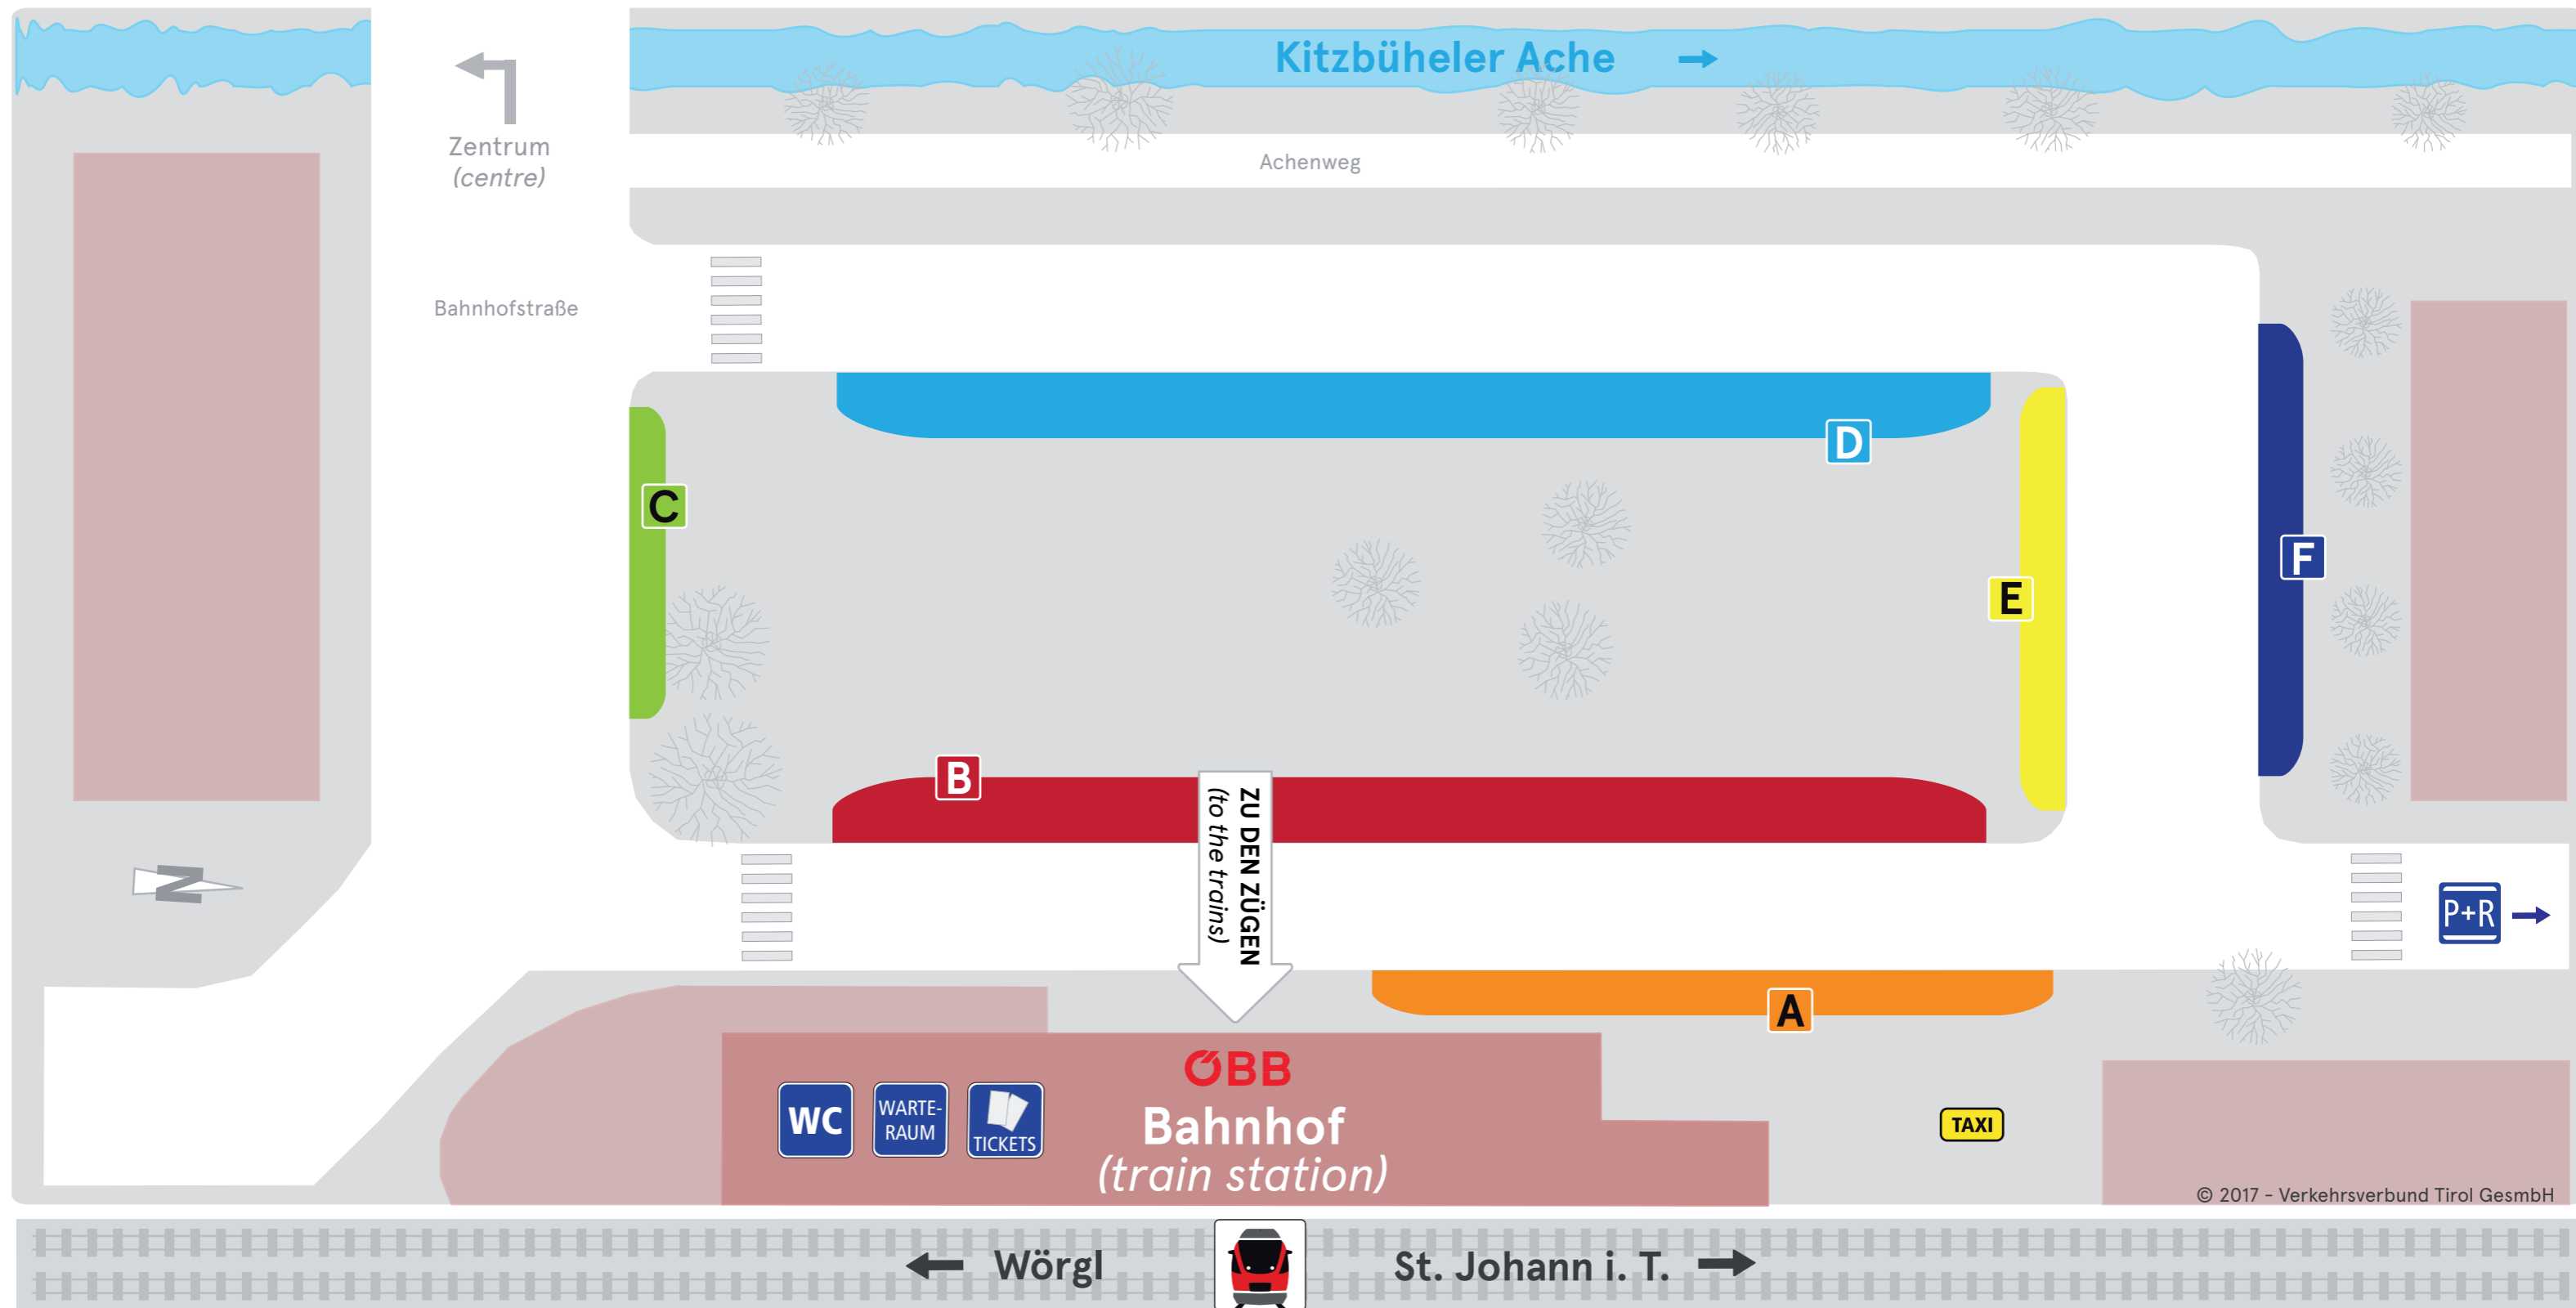 Kitzbüheler Ache
Zentrum
(centre)
Achenweg
Bahnhofstraße
D
C
F
E
B
ZU DEN ZÜGEN
(to the trains)
N
P+R
A
ÖBB
WC
WARTE-
RAUM
TICKETS
Bahnhof
(train station)
TAXI
© 2017 - Verkehrsverbund Tirol GesmbH
Wörgl
St. Johann i. T.